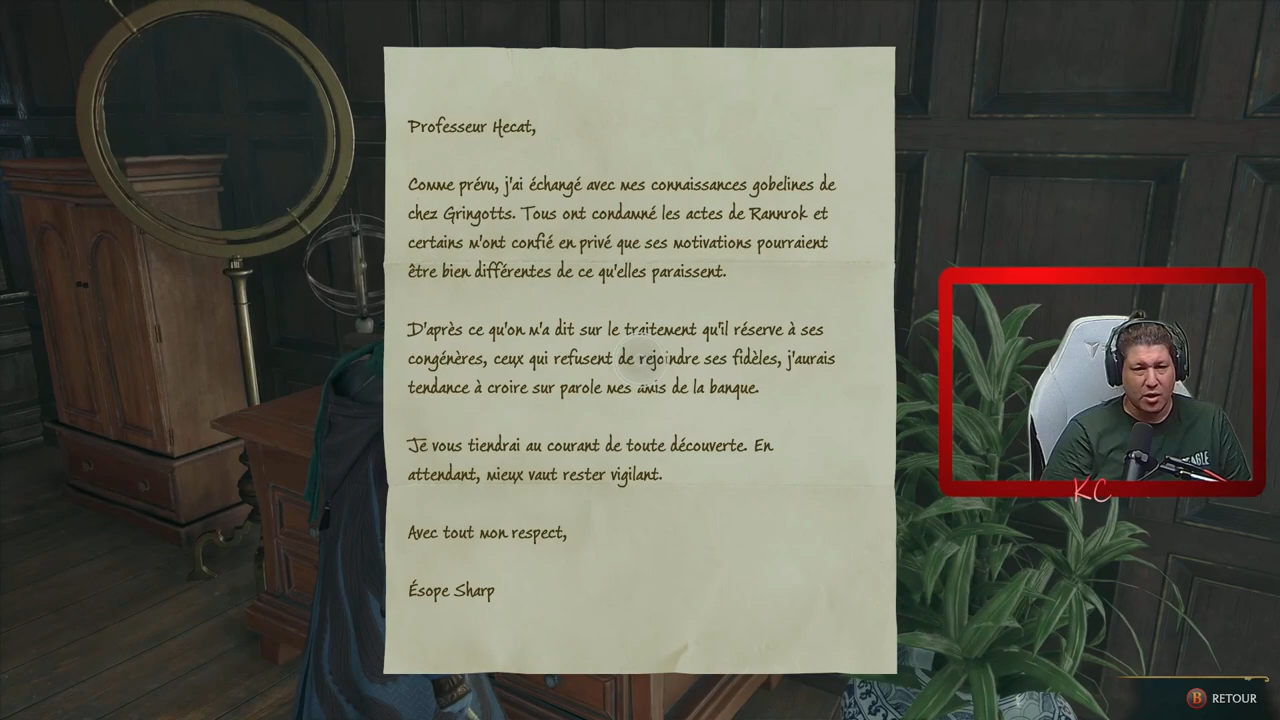 Professeur Hecat,
Comme prévu, j'ai échangé avec mes connaissances gobelines de
chez Gringotts. Tous ont condamné les actes de Rannrok et
certains m'ont confié en privé que ses motivations pourraient
être bien différentes de ce qu'elles paraissent.
D'après ce qu'on m'a dit sur le traitement qu'il réserve à ses
congénères, ceux qui refusent de rejoindre ses fidèles, j'aurais
tendance à croire sur parole mes amis de la banque.
Je vous tiendrai au courant de toute découverte. En
attendant, mieux vaut rester vigilant.
Avec tout mon respect,
Ésope Sharp
KC
B RETOUR